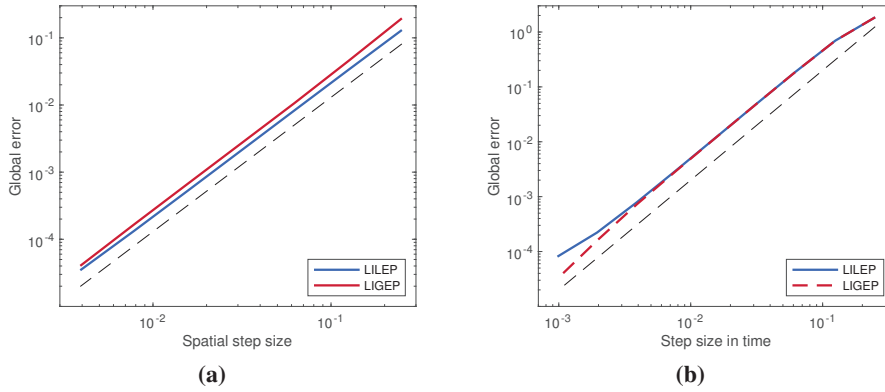 Global error
10^-1
10^-2
10^-3
10^-4
LILEP
LIGEP
10^-2
10^-1
Spatial step size
(a)
Global error
10^0
10^-1
10^-2
10^-3
10^-4
LILEP
LIGEP
10^-3
10^-2
10^-1
Step size in time
(b)